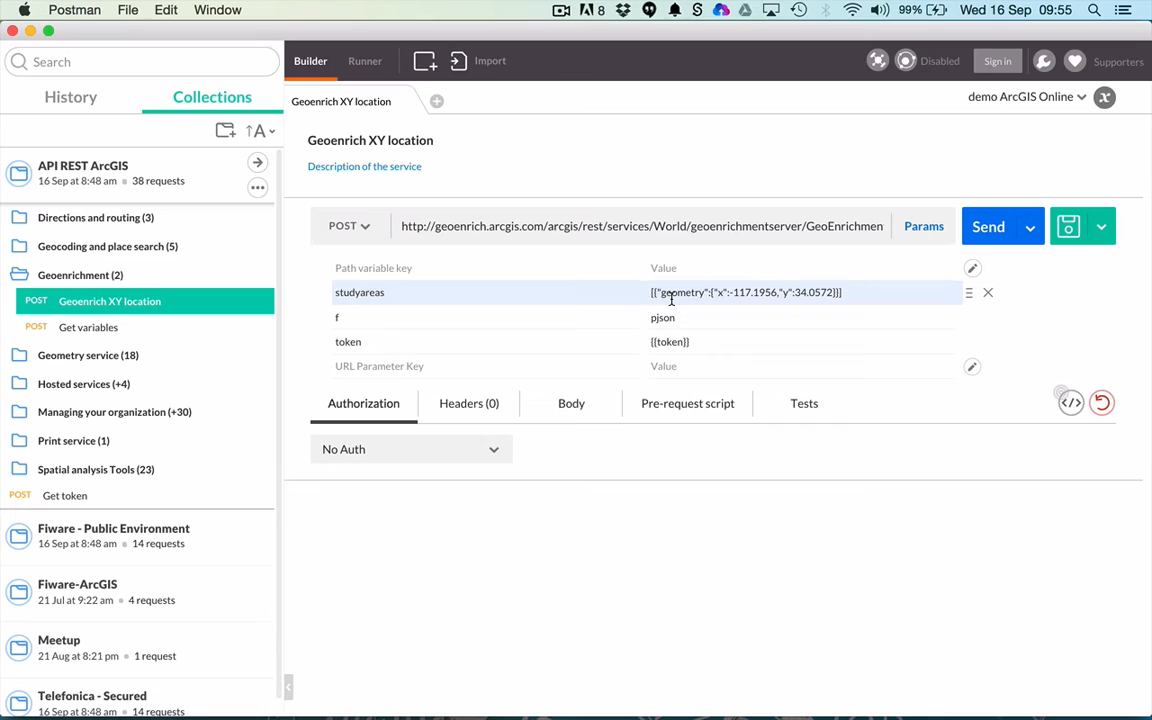 Postman File Edit Window 8 99% Wed 16 Sep 09:55
Search
History Collections
A
API REST ArcGIS
16 Sep at 8:48 am 38 requests
Directions and routing (3)
Geocoding and place search (5)
Geoenrichment (2)
POST Geoenrich XY location
POST Get variables
Geometry service (18)
Hosted services (+4)
Managing your organization (+30)
Print service (1)
Spatial analysis Tools (23)
POST Get token
Fiware - Public Environment
16 Sep at 8:48 am 14 requests
Fiware-ArcGIS
21 Jul at 9:22 am 4 requests
Meetup
21 Aug at 8:21 pm 1 request
Telefonica - Secured
16 Sep at 8:48 am 14 requests
Builder Runner Import Disabled Sign in Supporters
Geoenrich XY location demo ArcGIS Online x
Geoenrich XY location
Description of the service
POST http://geoenrich.arcgis.com/arcgis/rest/services/World/geoenrichmentserver/GeoEnrichmen Params Send
Path variable key Value
studyareas [{"geometry":{"x":-117.1956,"y":34.0572}}]
f pjson
token {{token}}
URL Parameter Key Value
Authorization Headers (0) Body Pre-request script Tests
No Auth